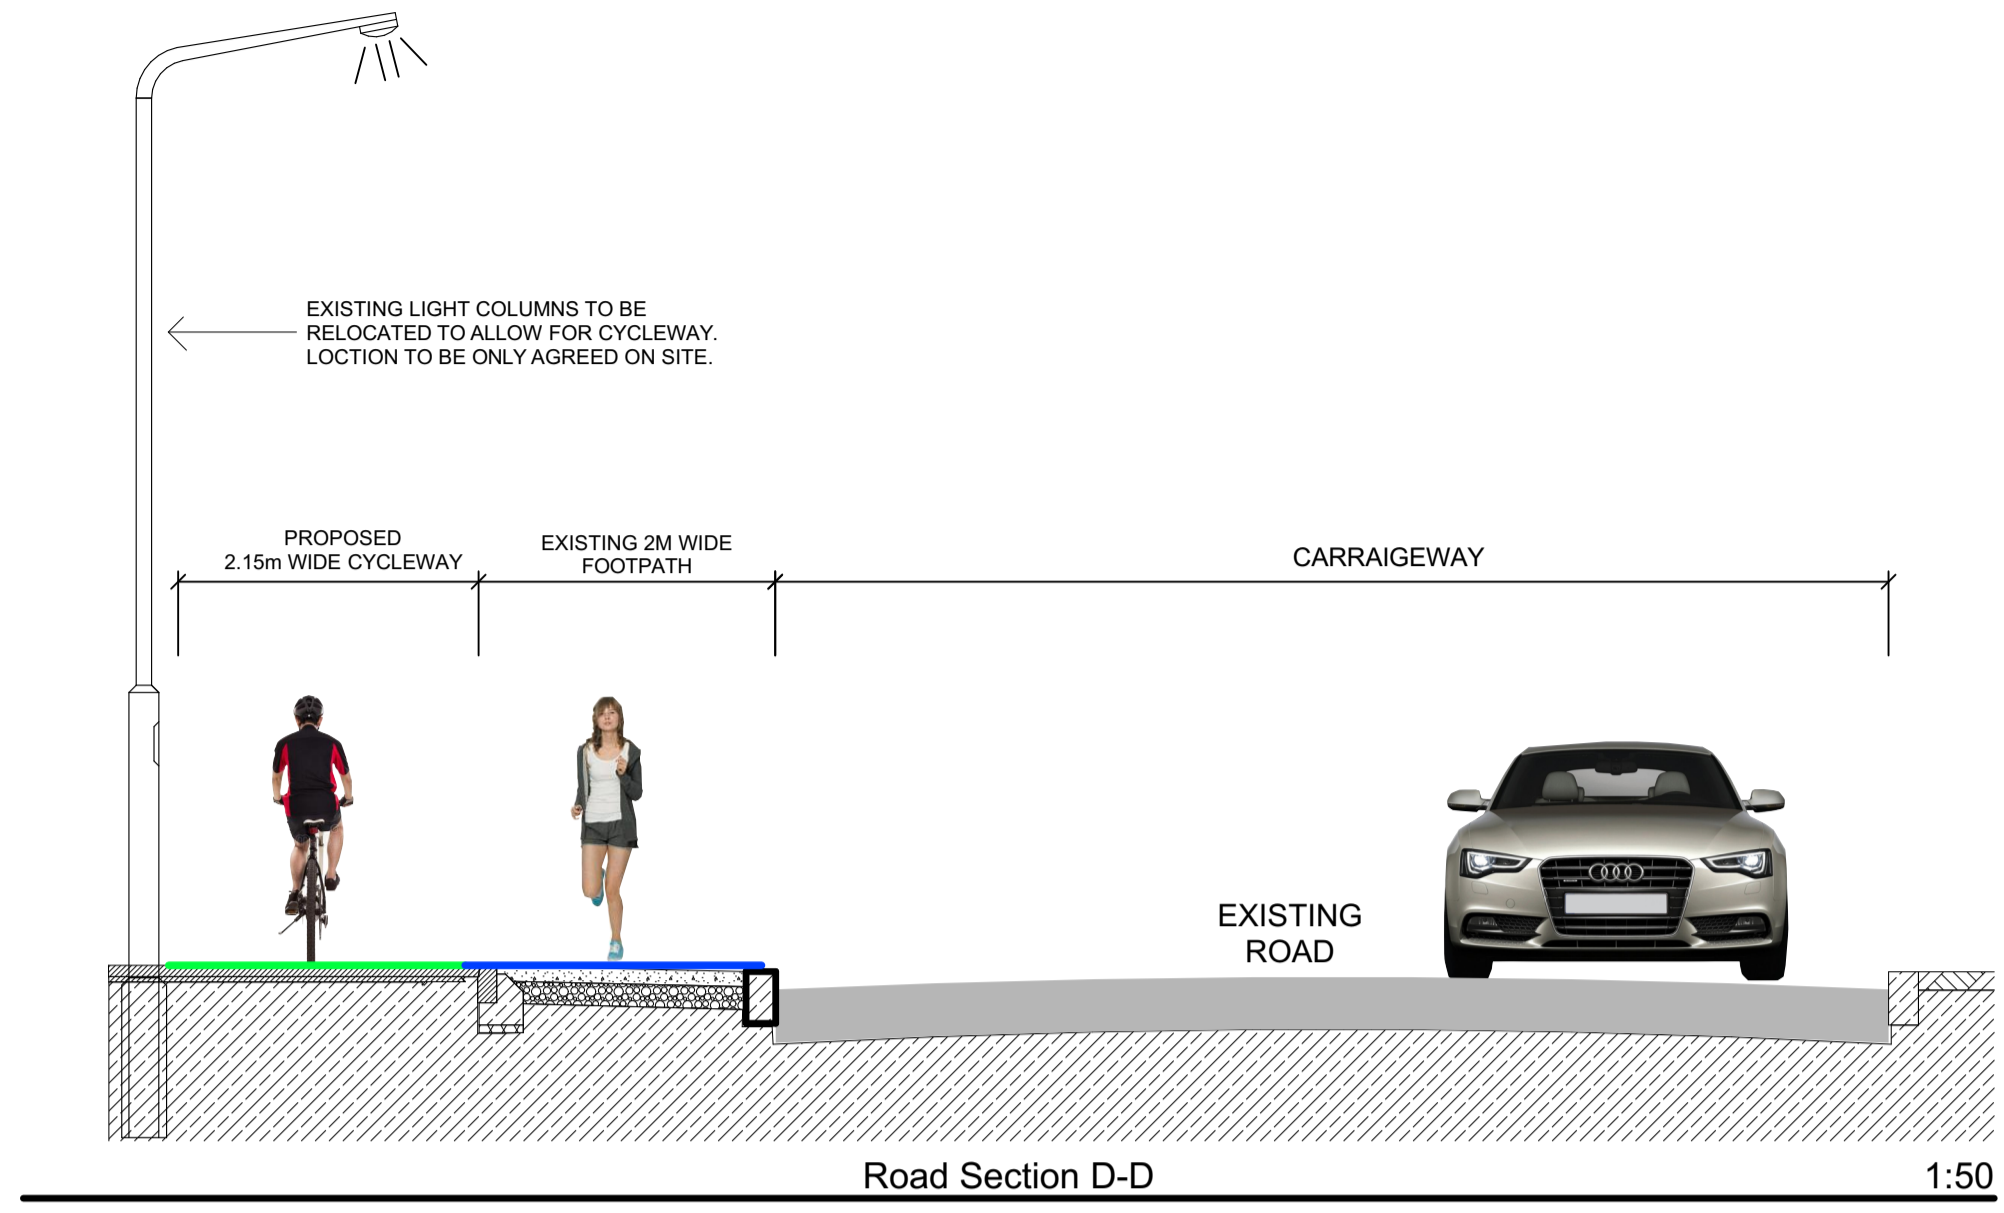 EXISTING LIGHT COLUMNS TO BE
RELOCATED TO ALLOW FOR CYCLEWAY.
LOCTION TO BE ONLY AGREED ON SITE.
PROPOSED
2.15m WIDE CYCLEWAY
EXISTING 2M WIDE
FOOTPATH
CARRAIGEWAY
EXISTING
ROAD
Road Section D-D
1:50